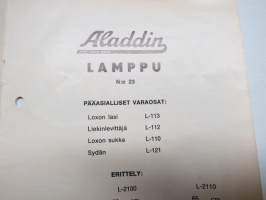 Aladdin
LAMPPU
N:o 23
PÄÄASIALLISET VARAOSAT:
Loxon lasi L-113
Liekinlevittäjä L-112
Loxon sukka L-110
Sydän L-121
ERITTELY:
L-2100 L-2110